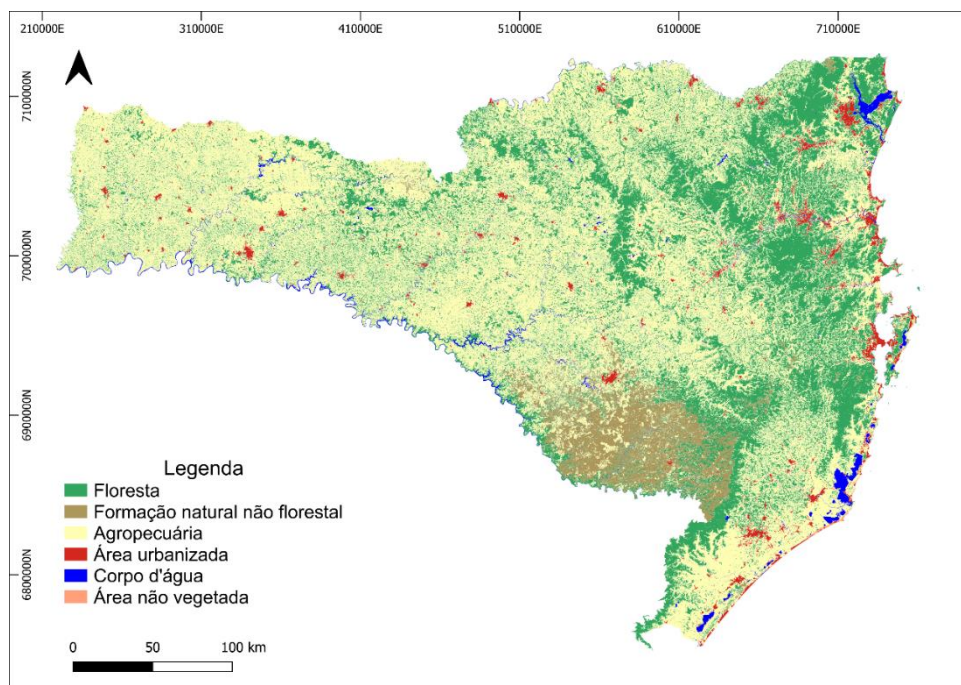 210000E 310000E 410000E 510000E 610000E 710000E
7100000N
7000000N
6900000N
6800000N
Legenda
Floresta
Formação natural não florestal
Agropecuária
Área urbanizada
Corpo d'água
Área não vegetada
0 50 100 km